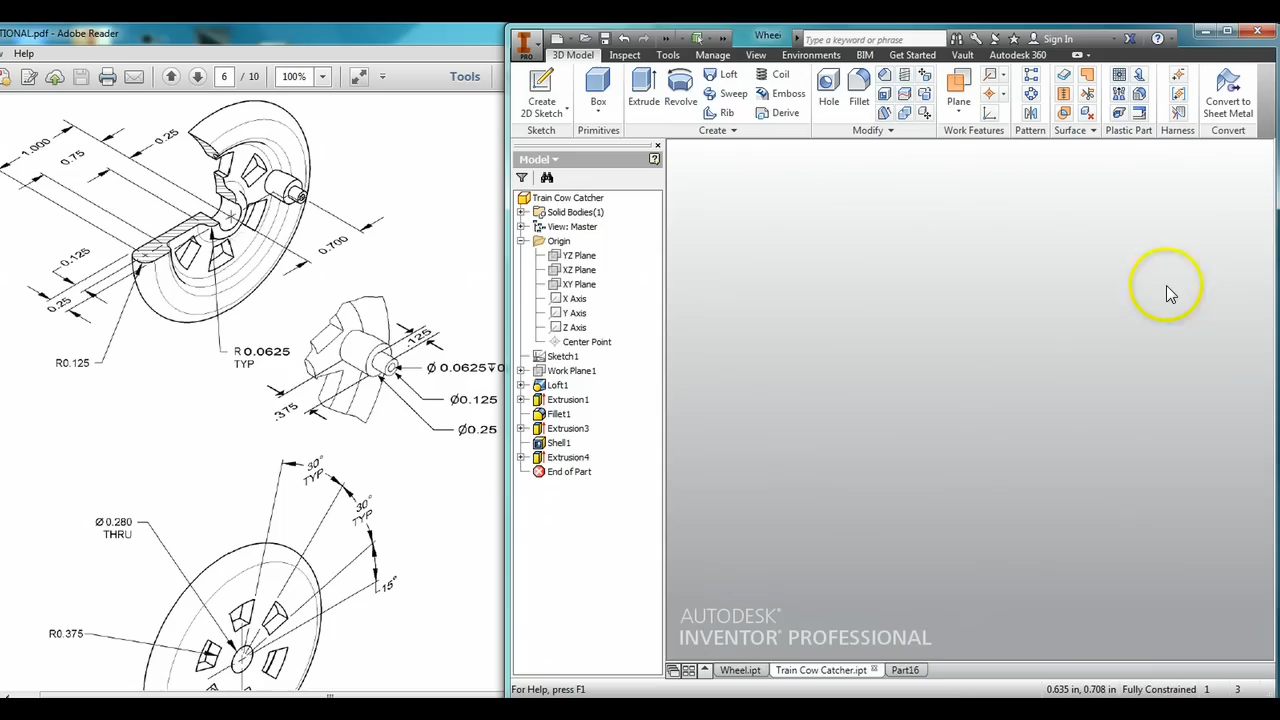 TIONAL.pdf - Adobe Reader
Help
6 / 10 100% Tools
1.000
0.75
0.25
0.125
0.25
0.700
R0.125
R 0.0625
TYP
.125
Ø 0.0625↧0
.375
Ø0.125
Ø0.25
30°
TYP
30°
TYP
15°
Ø 0.280
THRU
R0.375
PRO
Wheel
Type a keyword or phrase
Sign In
3D Model Inspect Tools Manage View Environments BIM Get Started Vault Autodesk 360
Create
2D Sketch
Box
Extrude
Revolve
Loft
Sweep
Rib
Coil
Emboss
Derive
Hole
Fillet
Plane
Convert to
Sheet Metal
Sketch Primitives Create Modify Work Features Pattern Surface Plastic Part Harness Convert
Model
Train Cow Catcher
Solid Bodies(1)
View: Master
Origin
YZ Plane
XZ Plane
XY Plane
X Axis
Y Axis
Z Axis
Center Point
Sketch1
Work Plane1
Loft1
Extrusion1
Fillet1
Extrusion3
Shell1
Extrusion4
End of Part
AUTODESK®
INVENTOR® PROFESSIONAL
Wheel.ipt Train Cow Catcher.ipt Part16
For Help, press F1
0.635 in, 0.708 in Fully Constrained 1 3